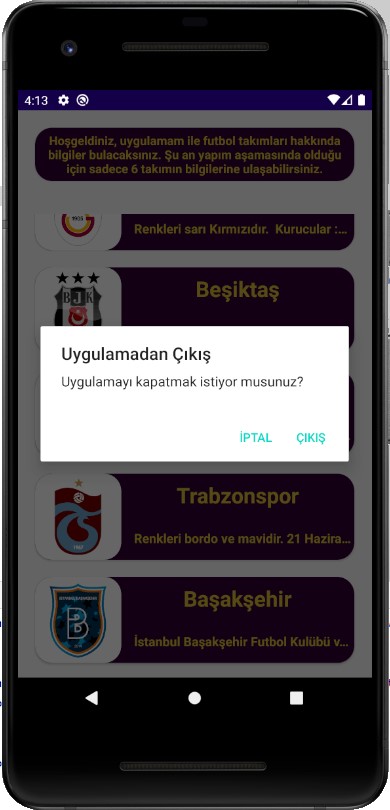 4:13
Hoşgeldiniz, uygulamam ile futbol takımları hakkında
bilgiler bulacaksınız. Şu an yapım aşamasında olduğu
için sadece 6 takımın bilgilerine ulaşabilirsiniz.
Renkleri sarı Kırmızıdır. Kurucular :...
Beşiktaş
BJK
Uygulamadan Çıkış
Uygulamayı kapatmak istiyor musunuz?
İPTAL
ÇIKIŞ
Trabzonspor
Renkleri bordo ve mavidir. 21 Hazira...
Başakşehir
İstanbul Başakşehir Futbol Kulübü v...